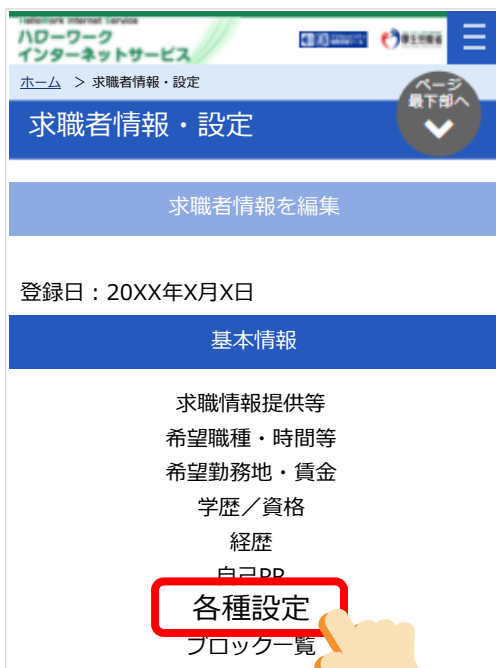 HelloWork Internet Service
ハローワーク
インターネットサービス
ホーム > 求職者情報・設定
ページ
最下部へ
求職者情報・設定
求職者情報を編集
登録日：20XX年X月X日
基本情報
求職情報提供等
希望職種・時間等
希望勤務地・賃金
学歴／資格
経歴
自己PR
各種設定
ブロック一覧